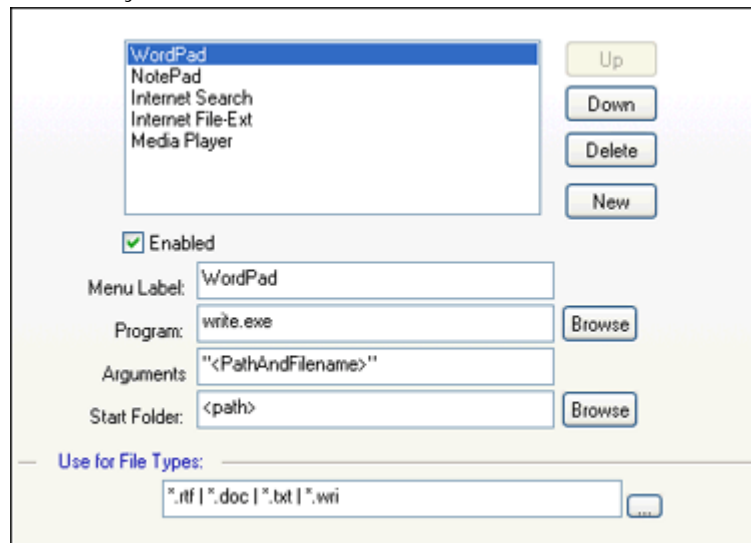 WordPad
NotePad
Internet Search
Internet File-Ext
Media Player
Up
Down
Delete
New
Enabled
Menu Label: WordPad
Program: write.exe Browse
Arguments "<PathAndFilename>"
Start Folder: <path> Browse
Use for File Types:
*.rtf | *.doc | *.txt | *.wri ...